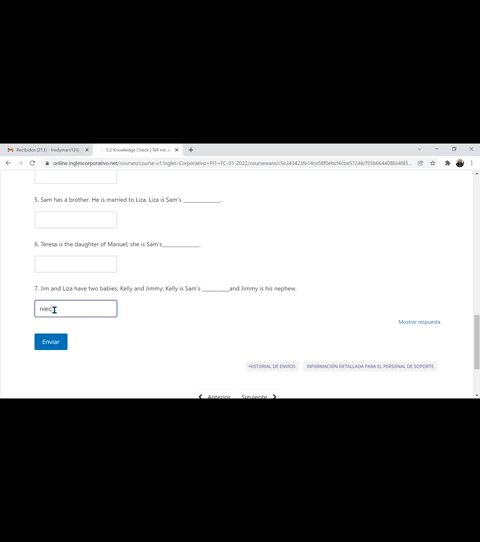 Recibidos (213) - fredyman12@
5.2 Knowledge Check | Tell me a
online.inglescorporativo.net/courses/course-v1:Ingles-Corporativo+PI1+FC-01-2022/courseware/
5. Sam has a brother. He is married to Liza. Liza is Sam's ____________.
6. Teresa is the daughter of Manuel; she is Sam's____________.
7. Jim and Liza have two babies, Kelly and Jimmy; Kelly is Sam's _________and Jimmy is his nephew.
niec
Mostrar respuesta
Enviar
HISTORIAL DE ENVÍOS
INFORMACIÓN DETALLADA PARA EL PERSONAL DE SOPORTE
Anterior
Siguiente